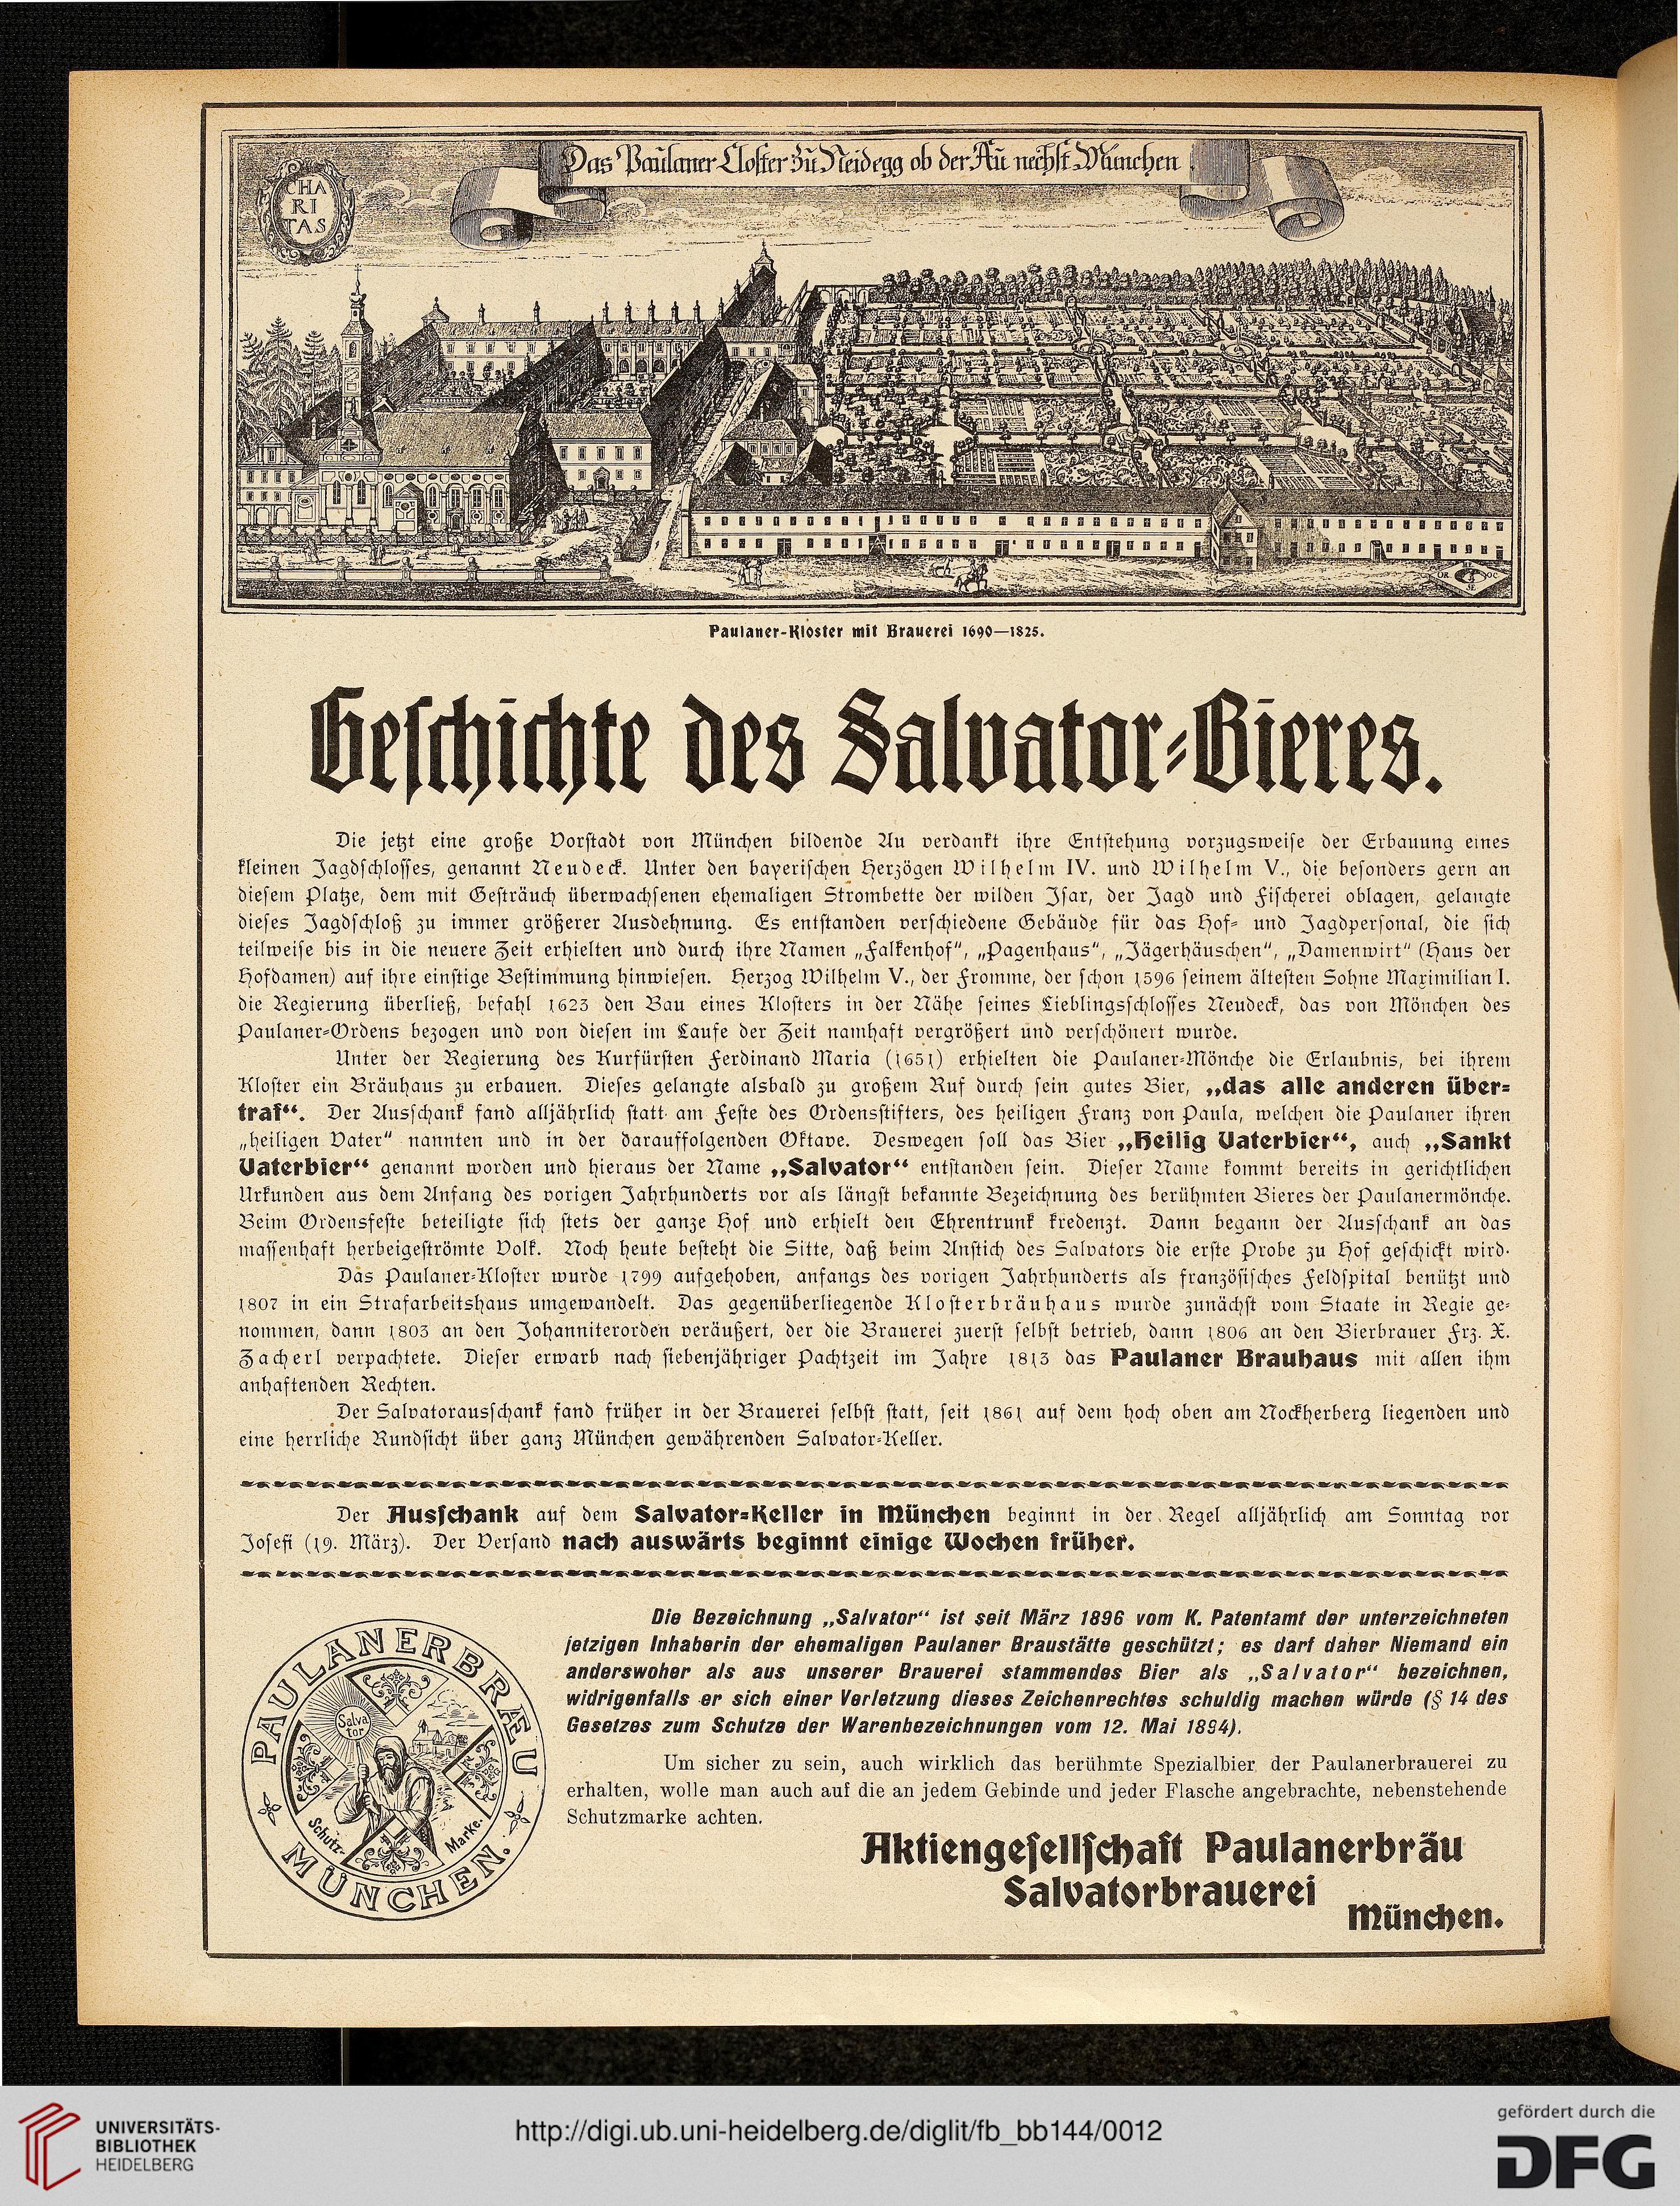 CHA
RI
TAS
Das Paulaner Closter Zu Neidegg ob der Au nechst München
Paulaner-Kloster mit Brauerei 1690—1825.
Geſchichte des Salvator-Bieres.
Die jetzt eine große Vorſtadt von München bildende Au verdankt ihre Entſtehung vorzugsweiſe der Erbauung eines
kleinen Jagdſchloſſes, genannt Neudeck. Unter den bayeriſchen Herzögen Wilhelm IV. und Wilhelm V., die beſonders gern an
dieſem Platze, dem mit Geſträuch überwachſenen ehemaligen Strombette der wilden Iſar, der Jagd und Fiſcherei oblagen, gelangte
dieſes Jagdſchloß zu immer größerer Ausdehnung. Es entſtanden verſchiedene Gebäude für das Hof- und Jagdperſonal, die ſich
teilweiſe bis in die neuere Zeit erhielten und durch ihre Namen „Falkenhof“, „Pagenhaus“, „Jägerhäuschen“, „Damenwirt“ (Haus der
Hofdamen) auf ihre einſtige Beſtimmung hinwieſen. Herzog Wilhelm V., der Fromme, der ſchon 1596 ſeinem älteſten Sohne Maximilian I.
die Regierung überließ, befahl 1623 den Bau eines Kloſters in der Nähe ſeines Lieblingsſchloſſes Neudeck, das von Mönchen des
Paulaner-Ordens bezogen und von dieſen im Laufe der Zeit namhaft vergrößert und verſchönert wurde.
Unter der Regierung des Kurfürſten Ferdinand Maria (1651) erhielten die Paulaner-Mönche die Erlaubnis, bei ihrem
Kloſter ein Bräuhaus zu erbauen. Dieſes gelangte alsbald zu großem Ruf durch ſein gutes Bier, „das alle anderen über-
traf“. Der Ausſchank fand alljährlich ſtatt am Feſte des Ordensſtifters, des heiligen Franz von Paula, welchen die Paulaner ihren
„heiligen Vater“ nannten und in der darauffolgenden Oktave. Deswegen ſoll das Bier „Heilig Vaterbier“, auch „Sankt
Vaterbier“ genannt worden und hieraus der Name „Salvator“ entſtanden ſein. Dieſer Name kommt bereits in gerichtlichen
Urkunden aus dem Anfang des vorigen Jahrhunderts vor als längſt bekannte Bezeichnung des berühmten Bieres der Paulanermönche.
Beim Ordensfeſte beteiligte ſich ſtets der ganze Hof und erhielt den Ehrentrunk kredenzt. Dann begann der Ausſchank an das
maſſenhaft herbeigeſtrömte Volk. Noch heute beſteht die Sitte, daß beim Anſtich des Salvators die erſte Probe zu Hof geſchickt wird.
Das Paulaner-Kloſter wurde 1799 aufgehoben, anfangs des vorigen Jahrhunderts als franzöſiſches Feldſpital benützt und
1807 in ein Strafarbeitshaus umgewandelt. Das gegenüberliegende Kloſterbräuhaus wurde zunächſt vom Staate in Regie ge-
nommen, dann 1803 an den Johanniterorden veräußert, der die Brauerei zuerſt ſelbſt betrieb, dann 1806 an den Bierbrauer Frz. X.
Zacherl verpachtete. Dieſer erwarb nach ſiebenjähriger Pachtzeit im Jahre 1813 das Paulaner Brauhaus mit allen ihm
anhaftenden Rechten.
Der Salvatorausſchank fand früher in der Brauerei ſelbſt ſtatt, ſeit 1861 auf dem hoch oben am Nockherberg liegenden und
eine herrliche Rundſicht über ganz München gewährenden Salvator-Keller.
Der Ausſchank auf dem Salvator-Keller in München beginnt in der Regel alljährlich am Sonntag vor
Joſefi (19. März). Der Verſand nach auswärts beginnt einige Wochen früher.
Die Bezeichnung „Salvator“ ist seit März 1896 vom K. Patentamt der unterzeichneten
jetzigen Inhaberin der ehemaligen Paulaner Braustätte geschützt; es darf daher Niemand ein
anderswoher als aus unserer Brauerei stammendes Bier als „Salvator“ bezeichnen,
widrigenfalls er sich einer Verletzung dieses Zeichenrechtes schuldig machen würde (§ 14 des
Gesetzes zum Schutze der Warenbezeichnungen vom 12. Mai 1894).
Um sicher zu sein, auch wirklich das berühmte Spezialbier der Paulanerbrauerei zu
erhalten, wolle man auch auf die an jedem Gebinde und jeder Flasche angebrachte, nebenstehende
Schutzmarke achten.
PAULANERBRÆU
Salva
tor
Schutz-
Marke.
MÜNCHEN.
Aktiengeſellſchaft Paulanerbräu
Salvatorbrauerei
München.
UNIVERSITÄTS-
BIBLIOTHEK
HEIDELBERG
http://digi.ub.uni-heidelberg.de/diglit/fb_bb144/0012
gefördert durch die
DFG